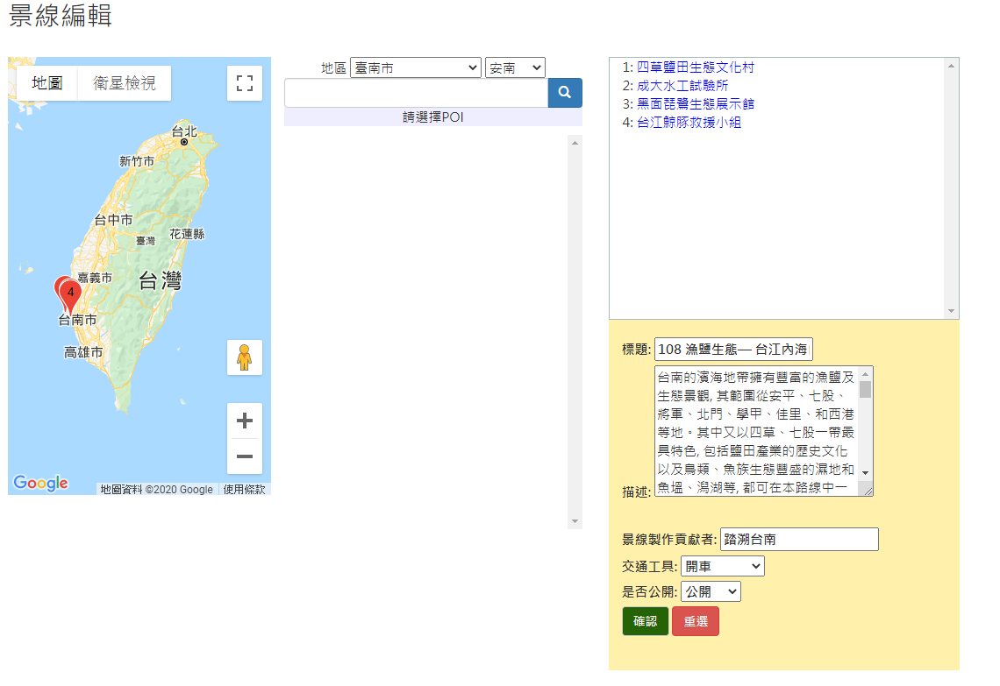 景線編輯
地圖
衛星檢視
台北
新竹市
台中市
臺灣
花蓮縣
嘉義市
台灣
4
台南市
高雄市
Google
地圖資料 ©2020 Google
使用條款
地區 臺南市 安南
請選擇POI
1: 四草鹽田生態文化村
2: 成大水工試驗所
3: 黑面琵鷺生態展示館
4: 台江鯨豚救援小組
標題: 108 漁鹽生態— 台江內海
台南的濱海地帶擁有豐富的漁鹽及
生態景觀, 其範圍從安平、七股、
將軍、北門、學甲、佳里、和西港
等地。其中又以四草、七股一帶最
具特色, 包括鹽田產業的歷史文化
以及鳥類、魚族生態豐盛的濕地和
魚塭、潟湖等, 都可在本路線中一
描述:
景線製作貢獻者: 踏溯台南
交通工具: 開車
是否公開: 公開
確認
重選